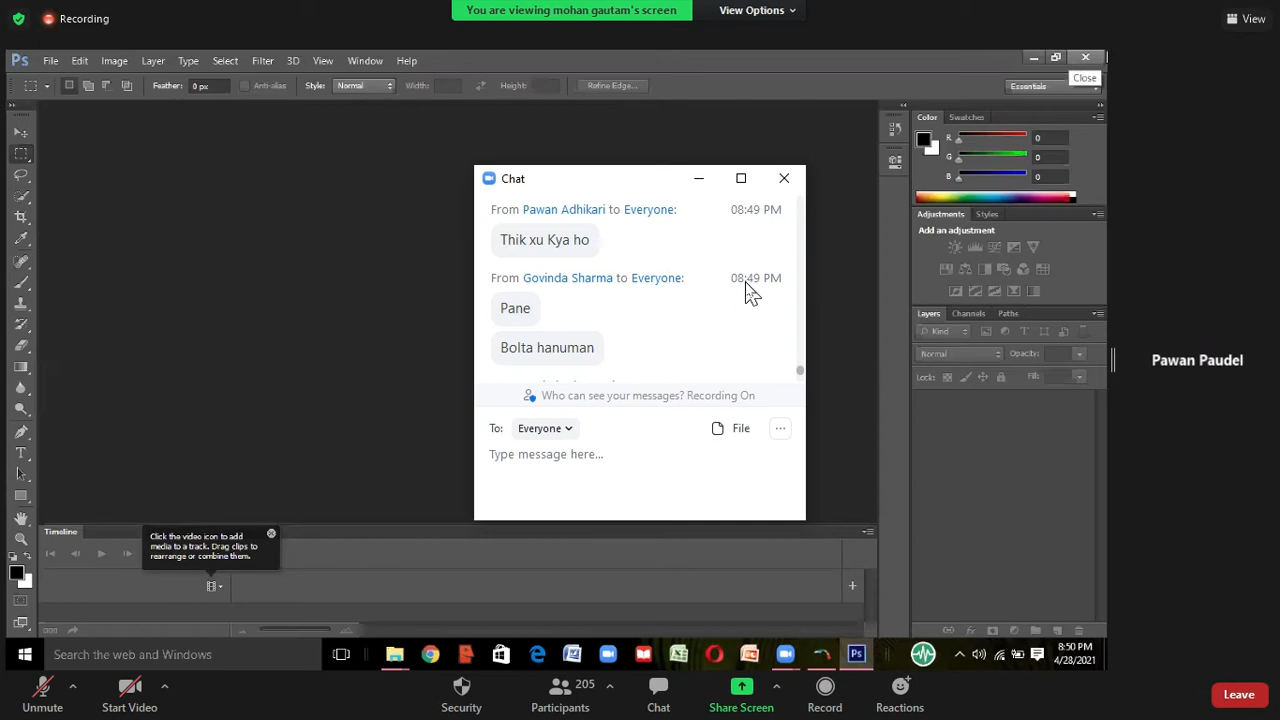 Recording
You are viewing mohan gautam's screen
View Options
View
Ps
File Edit Image Layer Type Select Filter 3D View Window Help
Close
Feather: 0 px
Anti-alias
Style: Normal
Width:
Height:
Refine Edge...
Essentials
Color Swatches
R 0
G 0
B 0
Adjustments Styles
Add an adjustment
Layers Channels Paths
Kind
Normal Opacity:
Lock: Fill:
Chat
From Pawan Adhikari to Everyone: 08:49 PM
Thik xu Kya ho
From Govinda Sharma to Everyone: 08:49 PM
Pane
Bolta hanuman
Who can see your messages? Recording On
To: Everyone
File
Type message here...
Pawan Paudel
Timeline
Click the video icon to add
media to a track. Drag clips to
rearrange or combine them.
Search the web and Windows
8:50 PM
4/28/2021
Unmute
Start Video
Security
205
Participants
Chat
Share Screen
Record
Reactions
Leave